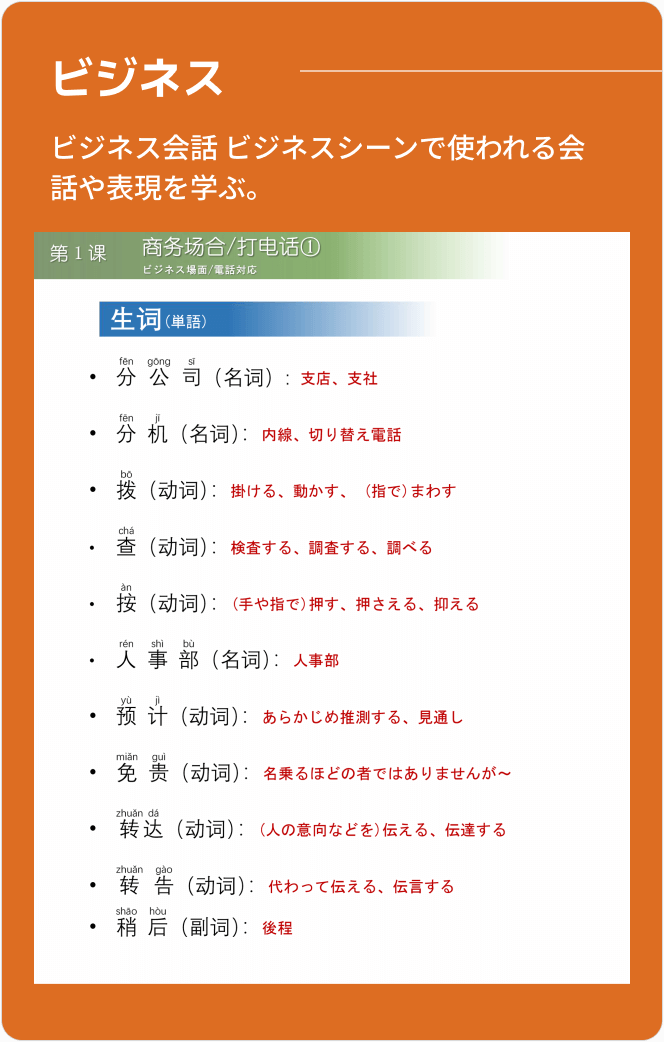 ビジネス
ビジネス会話 ビジネスシーンで使われる会
話や表現を学ぶ。
第1课 商务场合/打电话①
ビジネス場面/電話対応
生词(単語)
fēn gōng sī
• 分 公 司（名词）: 支店、支社
fēn jī
• 分 机（名词）: 内線、切り替え電話
bō
• 拨（动词）: 掛ける、動かす、（指で）まわす
chá
• 查（动词）: 検査する、調査する、調べる
àn
• 按（动词）: （手や指で）押す、押さえる、抑える
rén shì bù
• 人 事 部（名词）: 人事部
yù jì
• 预 计（动词）: あらかじめ推測する、見通し
miǎn guì
• 免 贵（动词）: 名乗るほどの者ではありませんが～
zhuǎn dá
• 转达（动词）: （人の意向などを）伝える、伝達する
zhuǎn gào
• 转 告（动词）: 代わって伝える、伝言する
shāo hòu
• 稍 后（副词）: 後程